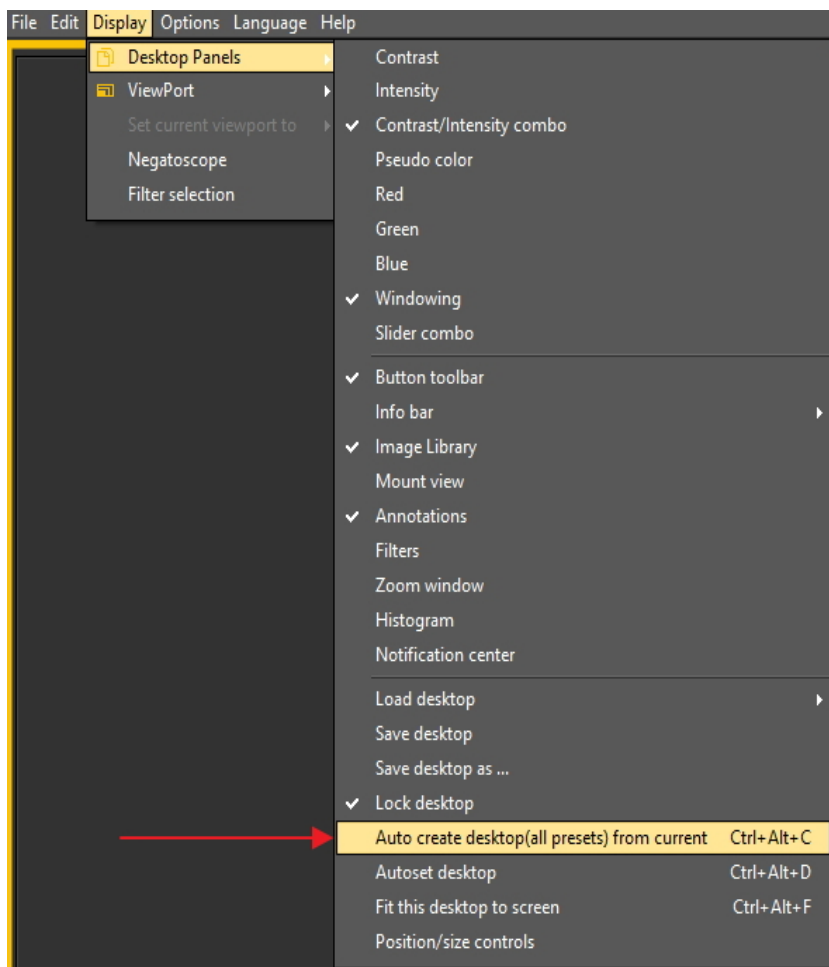 File Edit Display Options Language Help
Desktop Panels
ViewPort
Set current viewport to
Negatoscope
Filter selection
Contrast
Intensity
Contrast/Intensity combo
Pseudo color
Red
Green
Blue
Windowing
Slider combo
Button toolbar
Info bar
Image Library
Mount view
Annotations
Filters
Zoom window
Histogram
Notification center
Load desktop
Save desktop
Save desktop as ...
Lock desktop
Auto create desktop(all presets) from current Ctrl+Alt+C
Autoset desktop Ctrl+Alt+D
Fit this desktop to screen Ctrl+Alt+F
Position/size controls